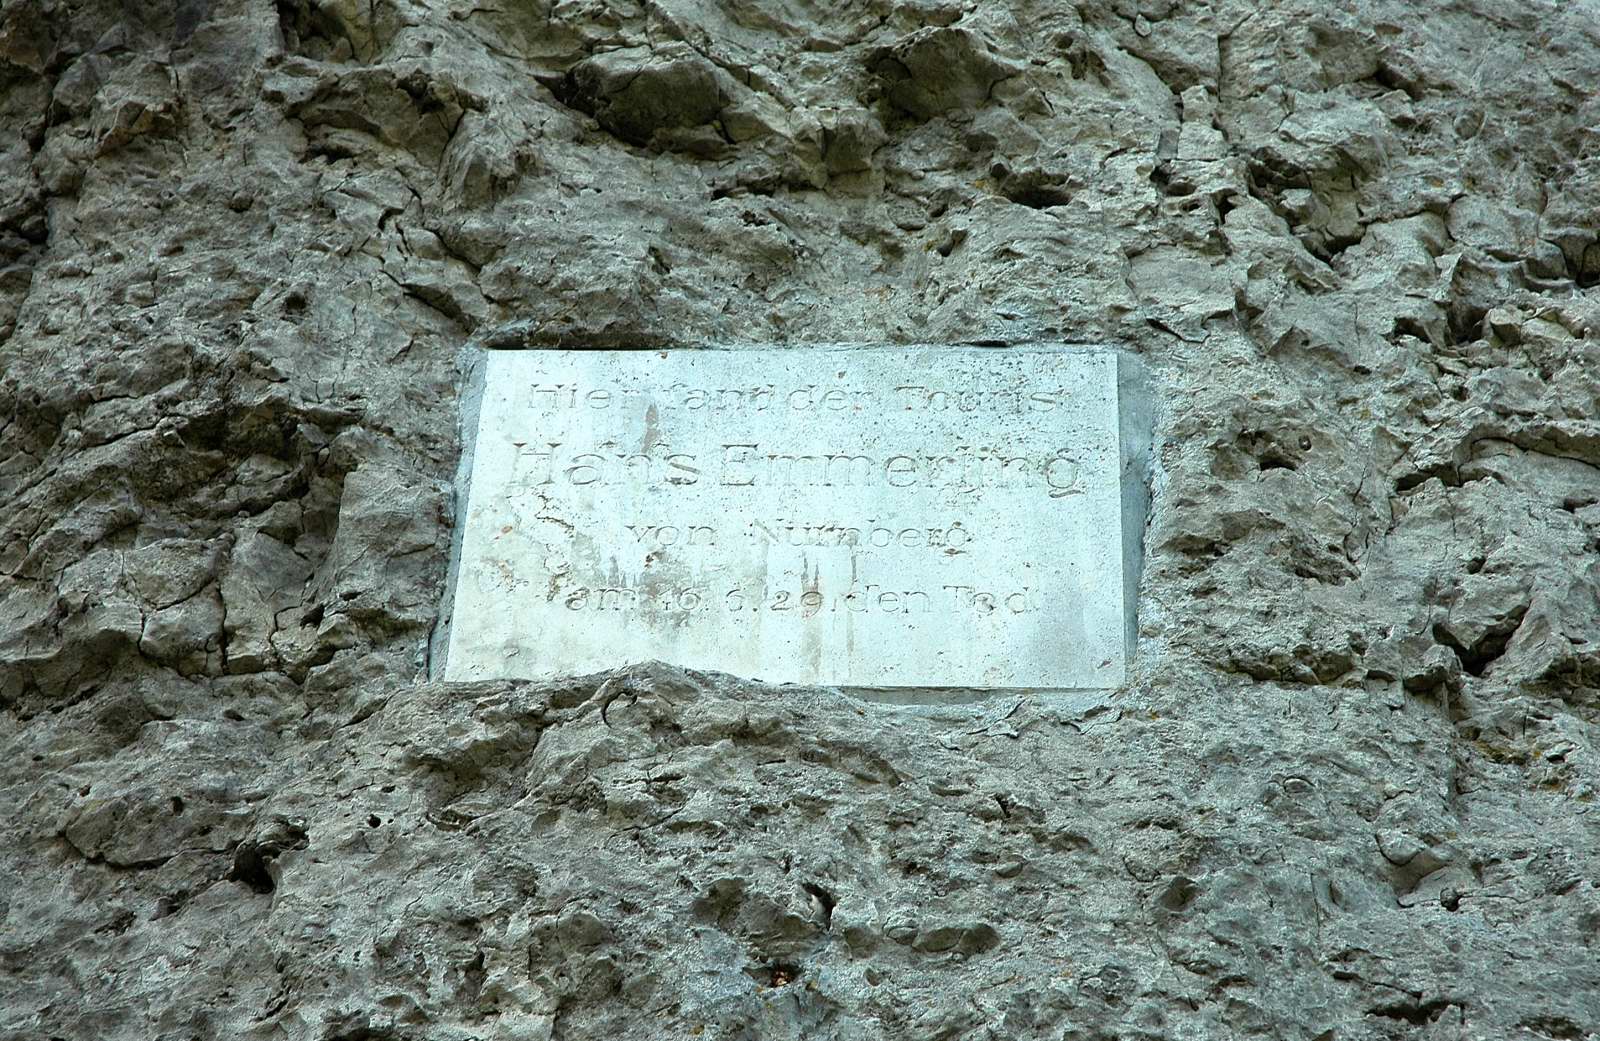 Hier fand der Tourist
Hans Emmerling
von Nürnberg
am 16. 6. 29. den Tod.